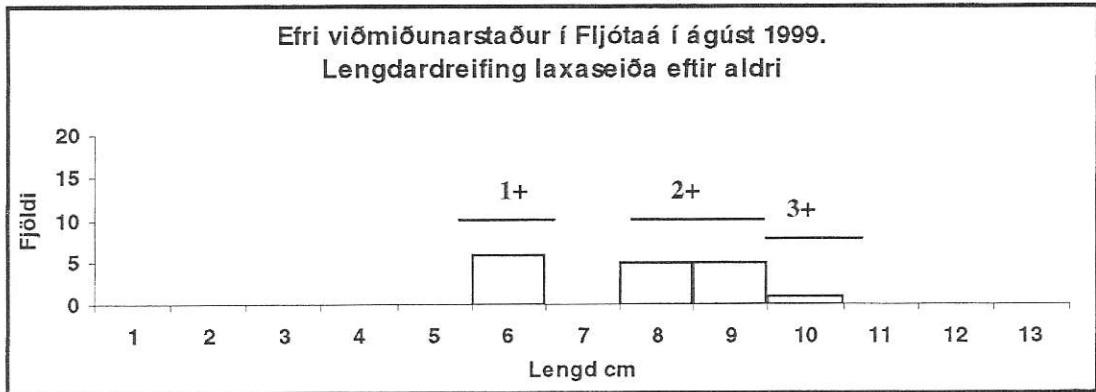 Efri viðmiðunarstaður í Fljótaá í ágúst 1999.
Lengdardreifing laxaseiða eftir aldri
Fjöldi
20
15
10
5
0
1+
2+
3+
1 2 3 4 5 6 7 8 9 10 11 12 13
Lengd cm